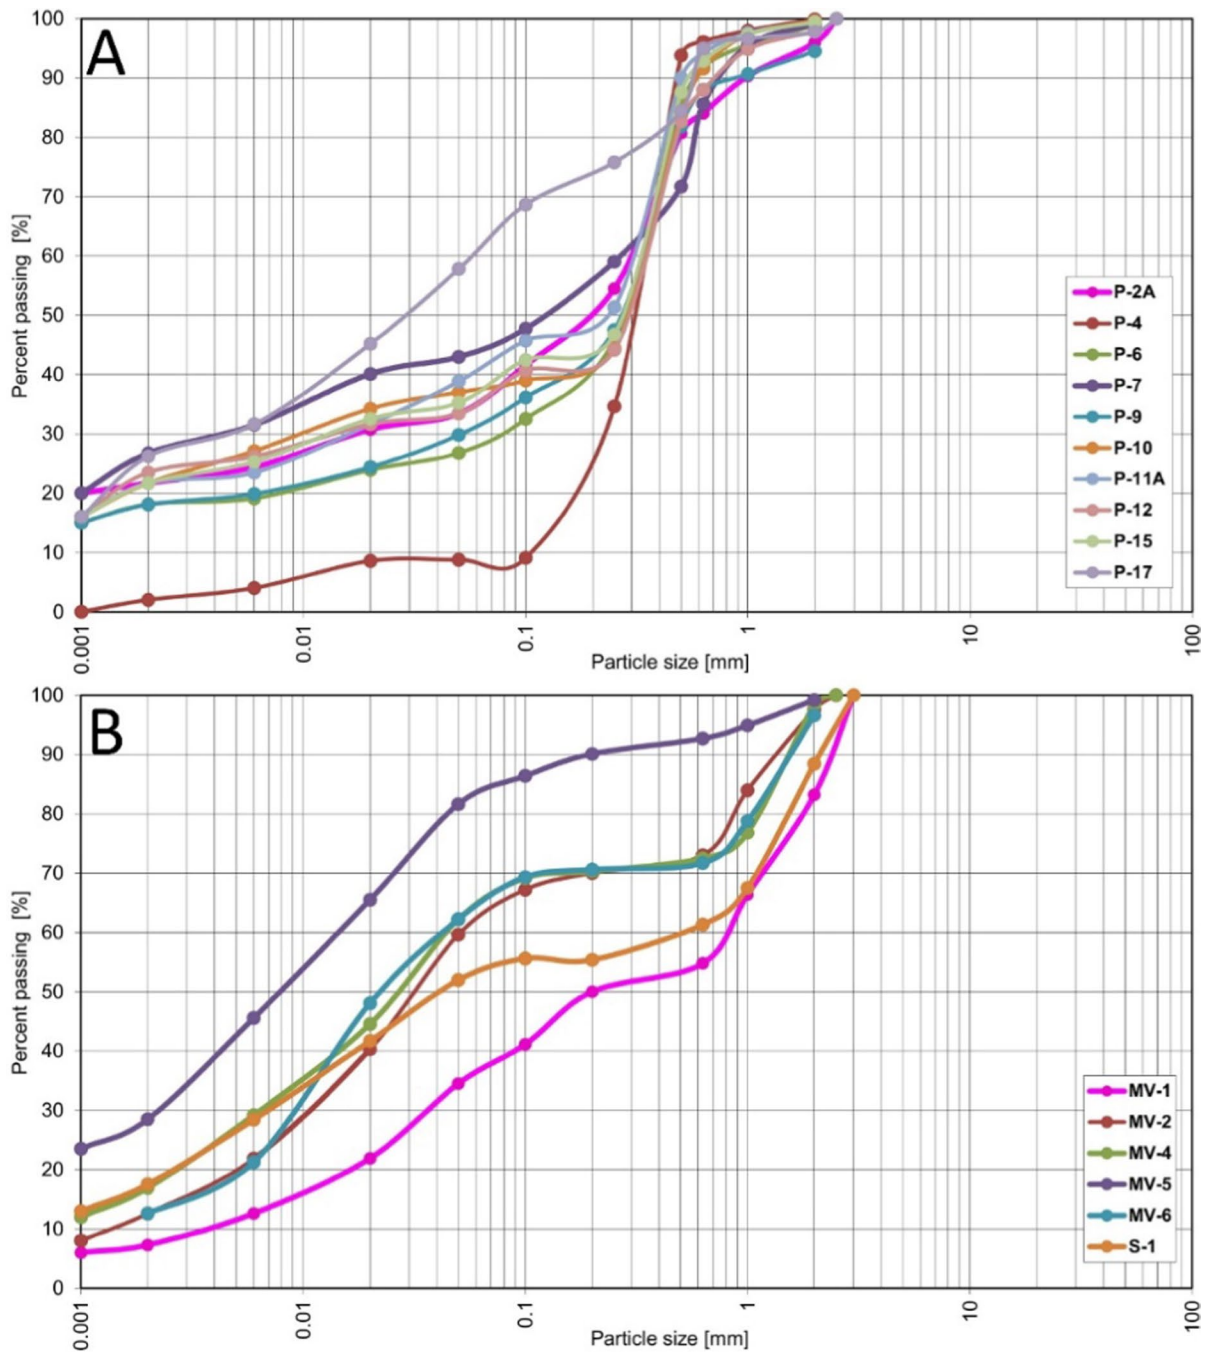 A
100
90
80
70
60
50
40
30
20
10
0
Percent passing [%]
0.001
0.01
0.1
1
10
100
Particle size [mm]
P-2A
P-4
P-6
P-7
P-9
P-10
P-11A
P-12
P-15
P-17
B
100
90
80
70
60
50
40
30
20
10
0
Percent passing [%]
0.001
0.01
0.1
1
10
100
Particle size [mm]
MV-1
MV-2
MV-4
MV-5
MV-6
S-1